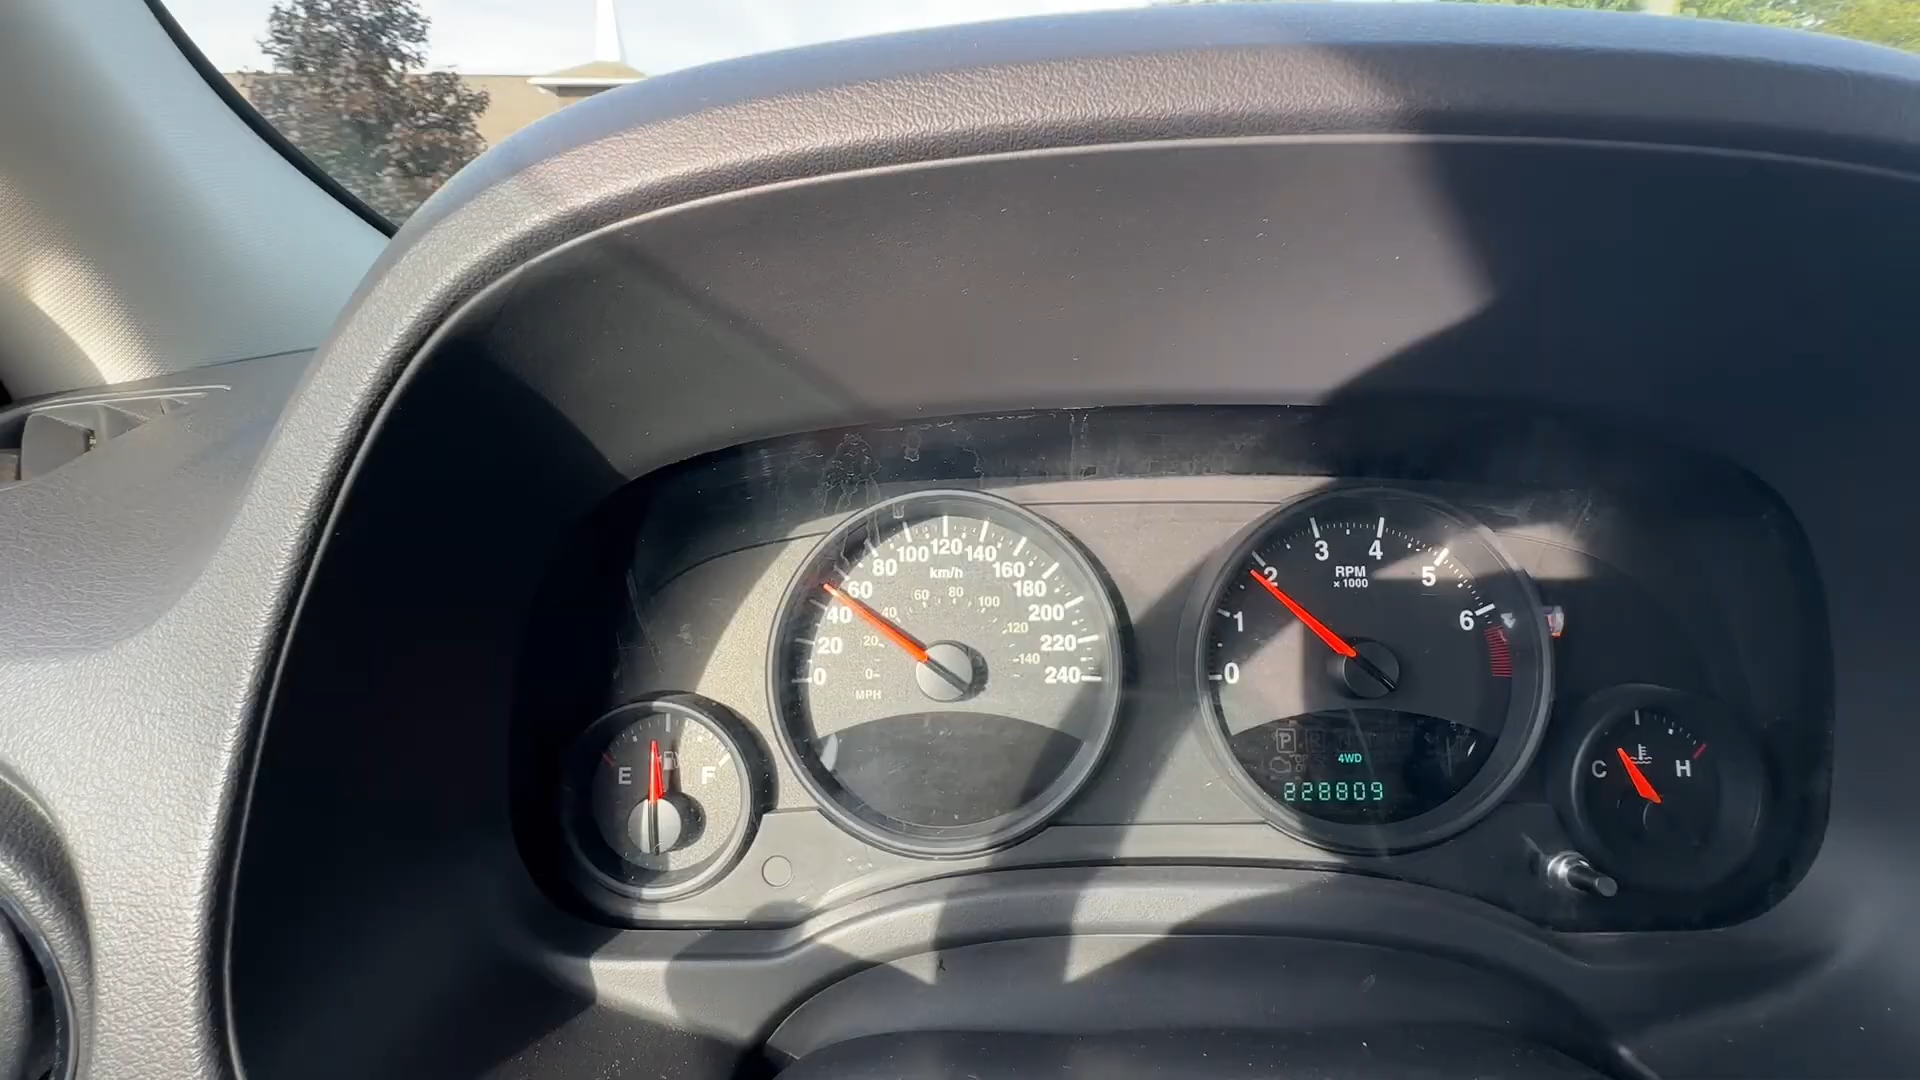 0 20 40 60 80 100 120 140 160 180 200 220 240
km/h
0 20 40 60 80 100 120 140
MPH
0 1 2 3 4 5 6
RPM
x 1000
E F
C H
P
4WD
228809